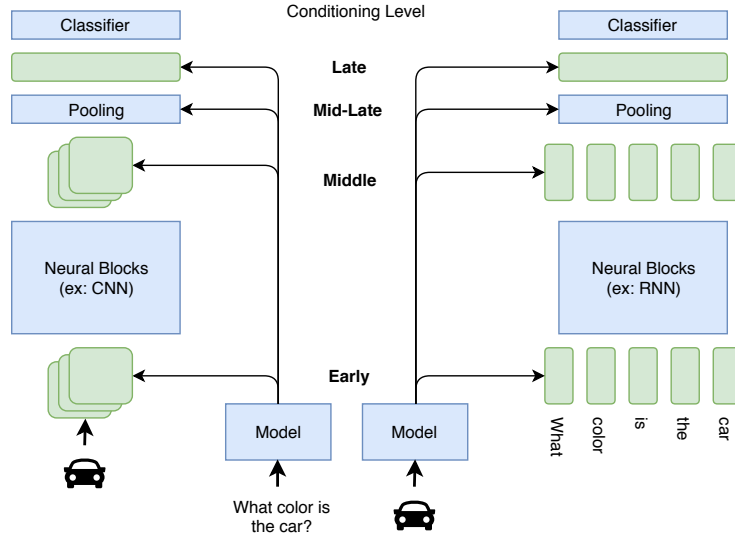 Conditioning Level
Classifier
Classifier
Late
Pooling
Mid-Late
Pooling
Middle
Neural Blocks
(ex: CNN)
Neural Blocks
(ex: RNN)
Early
What
color
is
the
car
Model
Model
What color is
the car?